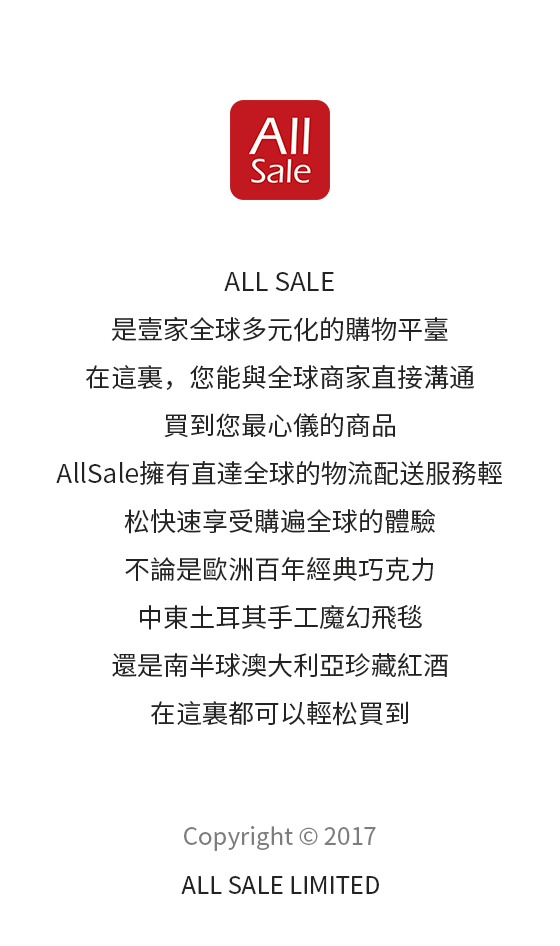 All
Sale
ALL SALE
是壹家全球多元化的購物平臺
在這裏，您能與全球商家直接溝通
買到您最心儀的商品
AllSale擁有直達全球的物流配送服務輕
松快速享受購遍全球的體驗
不論是歐洲百年經典巧克力
中東土耳其手工魔幻飛毯
還是南半球澳大利亞珍藏紅酒
在這裏都可以輕松買到
Copyright © 2017
ALL SALE LIMITED